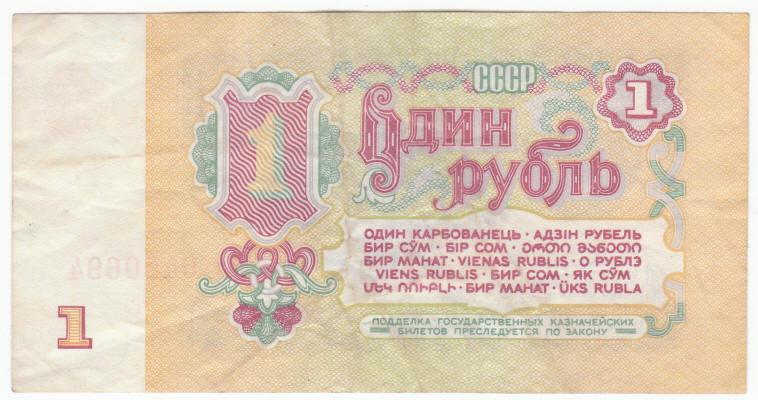 СССР
1
1
Один
рубль
ОДИН КАРБОВАНЕЦЬ · АДЗІН РУБЕЛЬ
БИР СЎМ · БІР СОМ · ერთი მანეთი
БИР МАНАТ · VIENAS RUBLIS · О РУБЛЭ
VIENS RUBLIS · БИР СОМ · ЯК СӮМ
ՄԵԿ ՌՈՒԲԼԻ · БИР МАНАТ · ÜKS RUBLA
1
ПОДДЕЛКА ГОСУДАРСТВЕННЫХ КАЗНАЧЕЙСКИХ
БИЛЕТОВ ПРЕСЛЕДУЕТСЯ ПО ЗАКОНУ